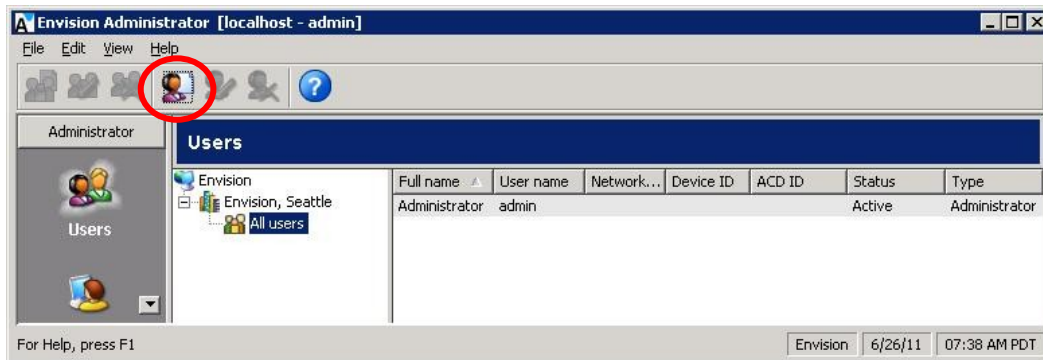 Envision Administrator [localhost - admin]
File Edit View Help
Administrator
Users
Users
Envision
Envision, Seattle
All users
Full name User name Network... Device ID ACD ID Status Type
Administrator admin Active Administrator
For Help, press F1
Envision 6/26/11 07:38 AM PDT